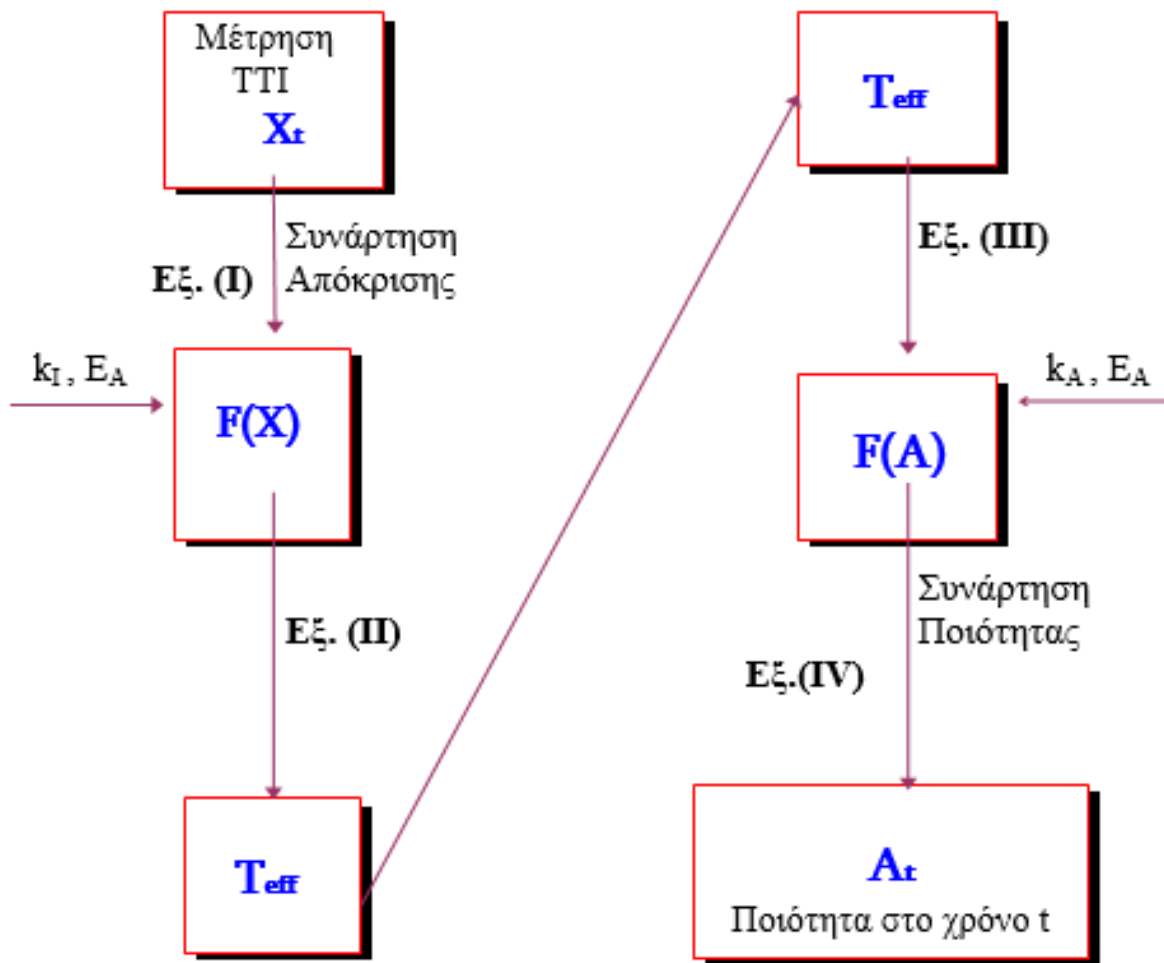 Μέτρηση
TTI
Xt
Συνάρτηση
Απόκρισης
Εξ. (I)
kI , EA
F(X)
Εξ. (II)
Teff
Teff
Εξ. (III)
kA , EA
F(A)
Συνάρτηση
Ποιότητας
Εξ.(IV)
At
Ποιότητα στο χρόνο t